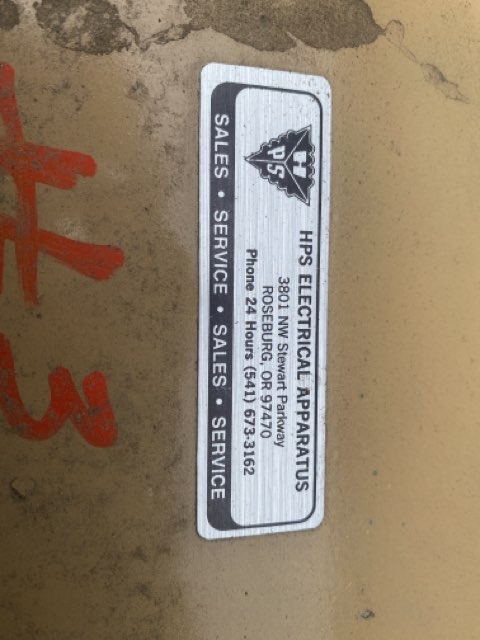 HPS
HPS ELECTRICAL APPARATUS
3801 NW Stewart Parkway
ROSEBURG, OR 97470
Phone 24 Hours (541) 673-3162
SALES • SERVICE • SALES • SERVICE
#3